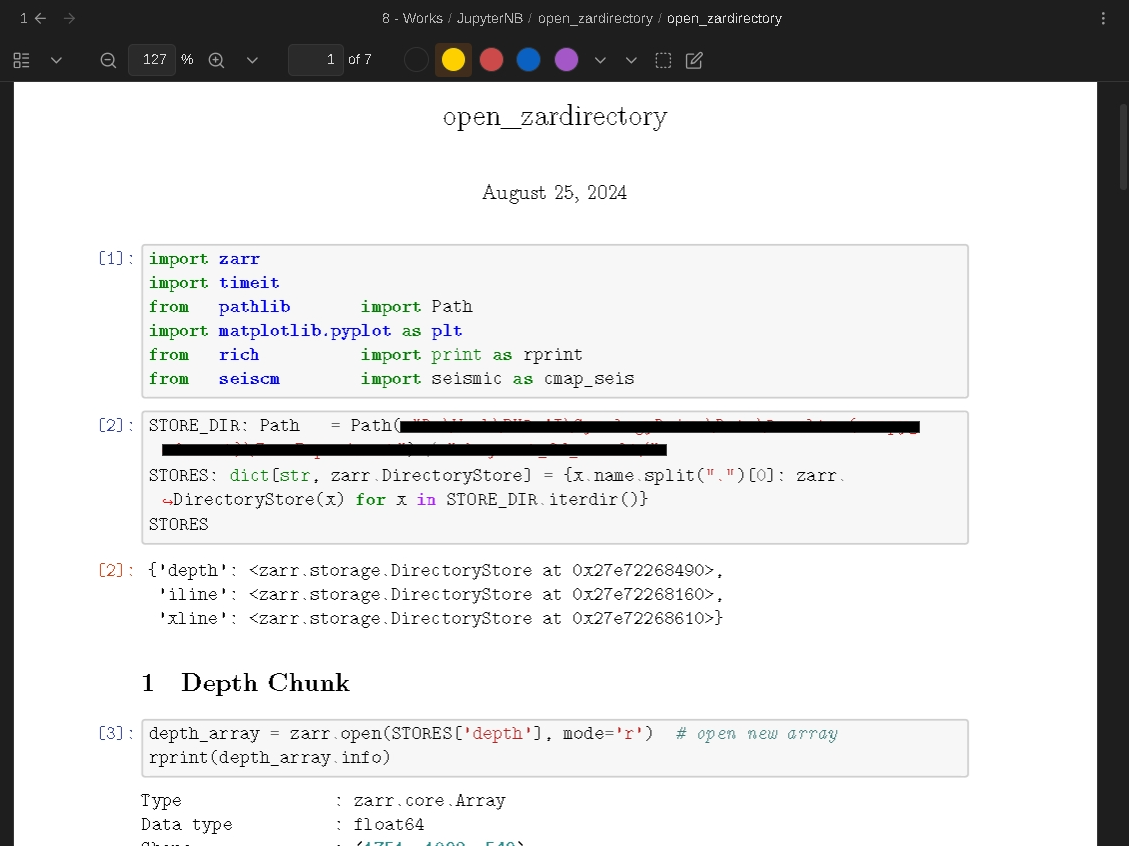 1
8 - Works / JupyterNB / open_zardirectory / open_zardirectory
127 %
1 of 7
open_zardirectory
August 25, 2024
[1]: import zarr
import timeit
from pathlib import Path
import matplotlib.pyplot as plt
from rich import print as rprint
from seiscm import seismic as cmap_seis
[2]: STORE_DIR: Path = Path(
STORES: dict[str, zarr.DirectoryStore] = {x.name.split(".")[0]: zarr.
↪DirectoryStore(x) for x in STORE_DIR.iterdir()}
STORES
[2]: {'depth': <zarr.storage.DirectoryStore at 0x27e72268490>,
'iline': <zarr.storage.DirectoryStore at 0x27e72268160>,
'xline': <zarr.storage.DirectoryStore at 0x27e72268610>}
1 Depth Chunk
[3]: depth_array = zarr.open(STORES['depth'], mode='r') # open new array
rprint(depth_array.info)
Type : zarr.core.Array
Data type : float64